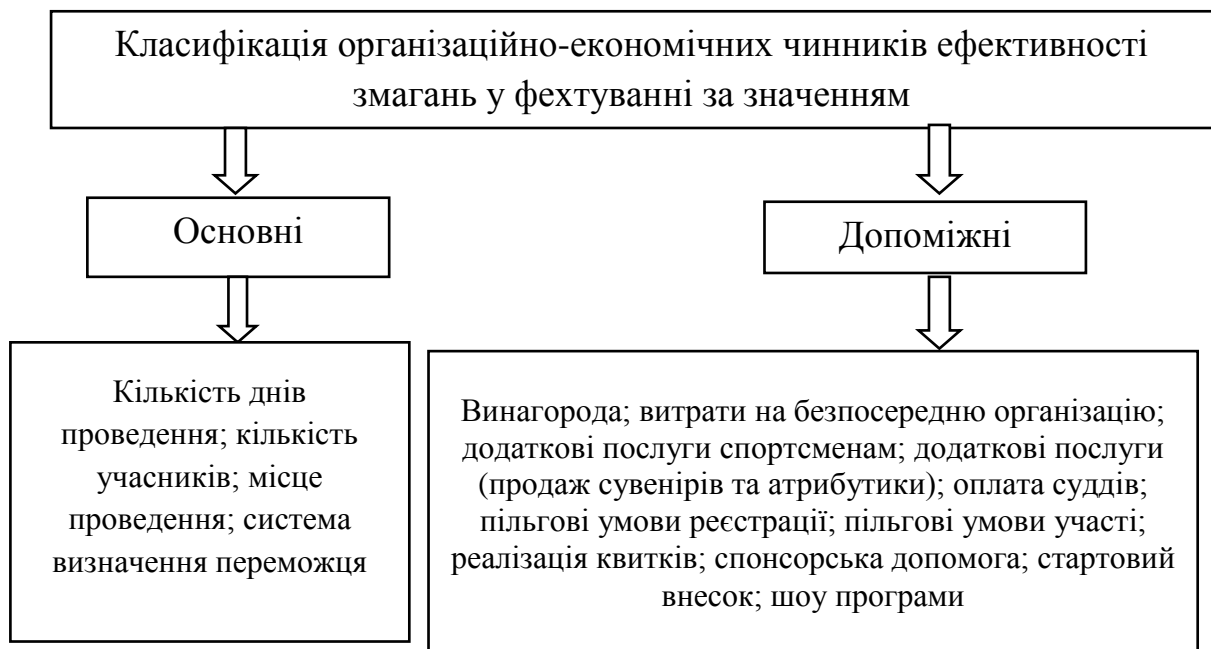 Класифікація організаційно-економічних чинників ефективності
змагань у фехтуванні за значенням
Основні
Допоміжні
Кількість днів
проведення; кількість
учасників; місце
проведення; система
визначення переможця
Винагорода; витрати на безпосередню організацію;
додаткові послуги спортсменам; додаткові послуги
(продаж сувенірів та атрибутики); оплата суддів;
пільгові умови реєстрації; пільгові умови участі;
реалізація квитків; спонсорська допомога; стартовий
внесок; шоу програми